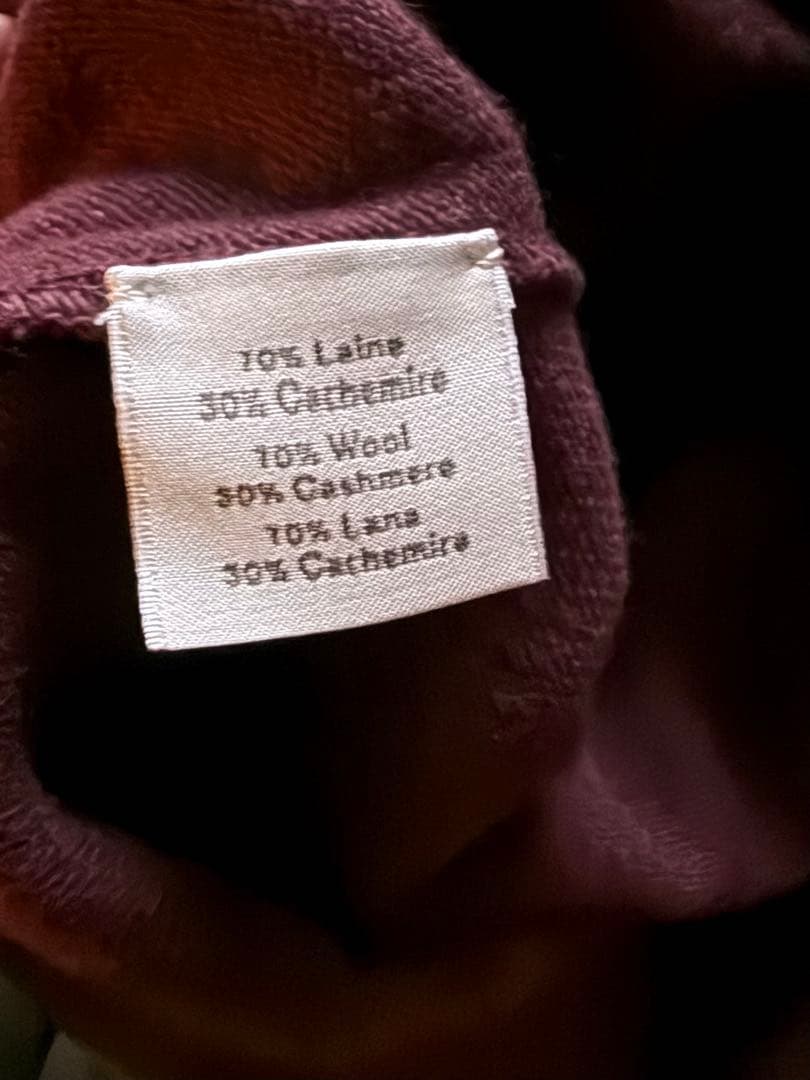 70% Laine
30% Cachemire
70% Wool
30% Cashmere
70% Lana
30% Cachemire